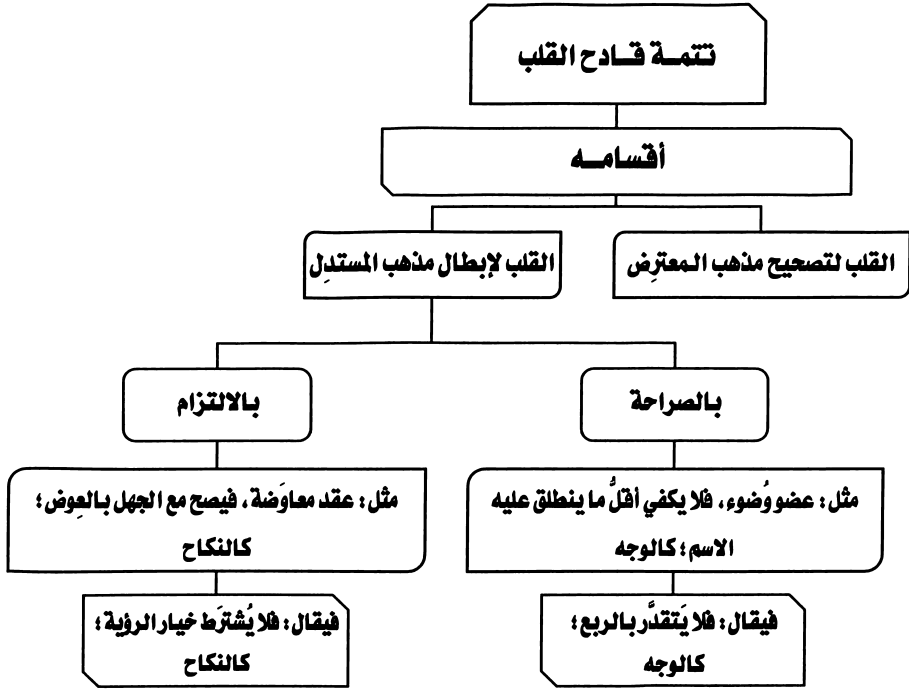 تتمة قادح القلب
أقسامه
القلب لتصحيح مذهب المعترِض
القلب لإبطال مذهب المستدِل
بالصراحة
بالالتزام
مثل: عضو وُضوء، فلا يكفي أقلُّ ما ينطلق عليه
الاسم؛ كالوجه
مثل: عقد معاوَضة، فيصح مع الجهل بالعِوض؛
كالنكاح
فيقال: فلا يَتقدَّر بالربع؛
كالوجه
فيقال: فلا يُشترَط خيار الرؤية؛
كالنكاح